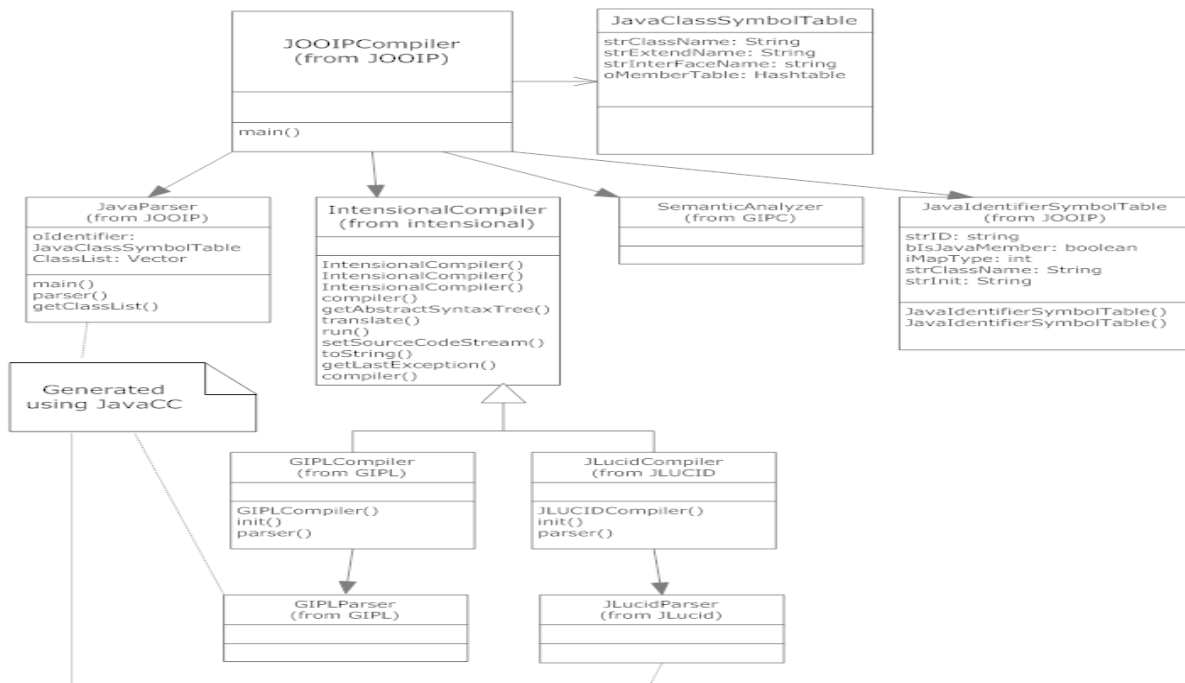 JOOIPCompiler
(from JOOIP)
main()
JavaClassSymbolTable
strClassName: String
strExtendName: String
strInterFaceName: string
oMemberTable: Hashtable
JavaParser
(from JOOIP)
oIdentifier:
JavaClassSymbolTable
ClassList: Vector
main()
parser()
getClassList()
IntensionalCompiler
(from intensional)
IntensionalCompiler()
IntensionalCompiler()
IntensionalCompiler()
compiler()
getAbstractSyntaxTree()
translate()
run()
setSourceCodeStream()
toString()
getLastException()
compiler()
SemanticAnalyzer
(from GIPC)
JavaIdentifierSymbolTable
(from JOOIP)
strID: string
bIsJavaMember: boolean
iMapType: int
strClassName: String
strInit: String
JavaIdentifierSymbolTable()
JavaIdentifierSymbolTable()
Generated
using JavaCC
GIPLCompiler
(from GIPL)
GIPLCompiler()
init()
parser()
JLucidCompiler
(from JLUCID
JLUCIDCompiler()
init()
parser()
GIPLParser
(from GIPL)
JLucidParser
(from JLucid)